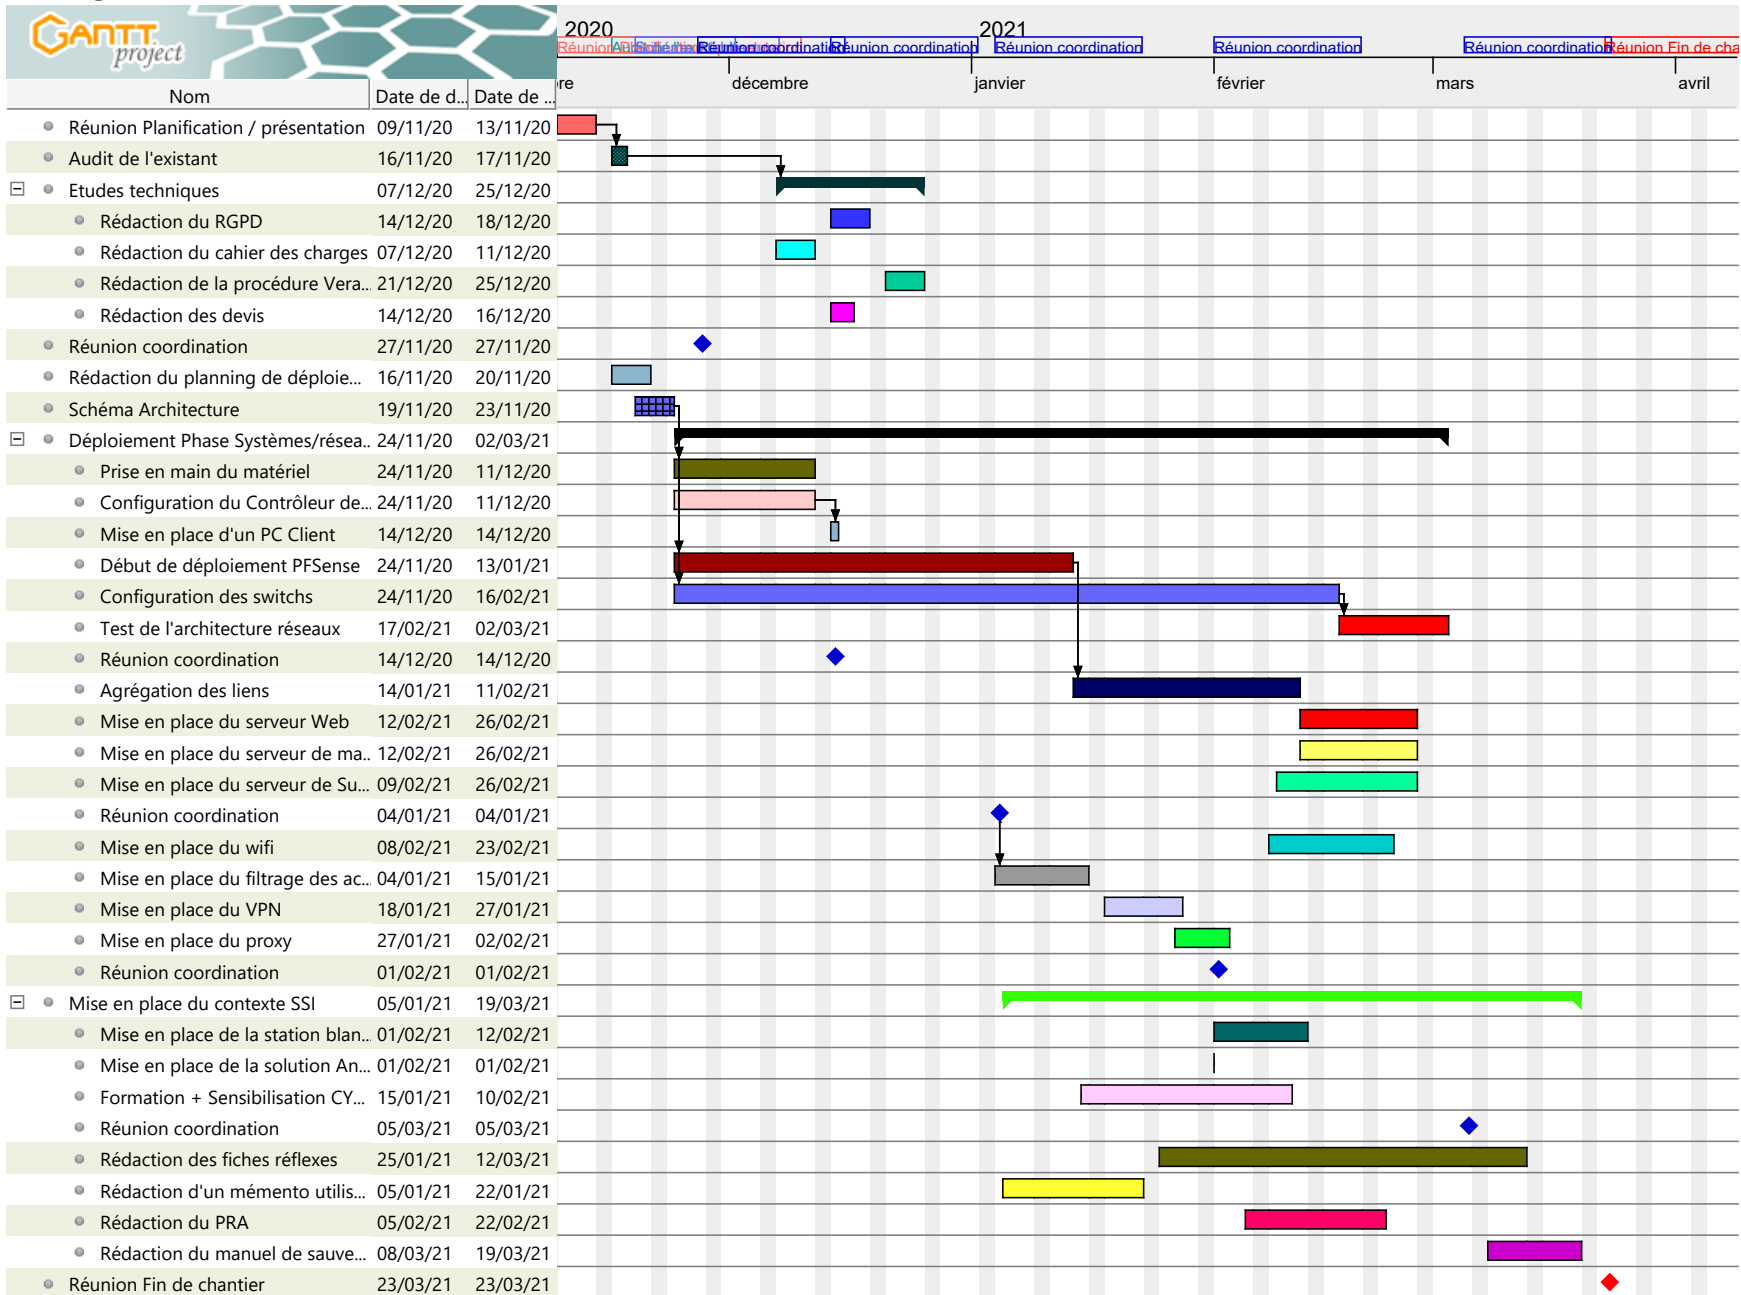 GANTT
project
2020
2021
Réunion coordination
Réunion coordination
Réunion coordination
Réunion coordination
Réunion coordination
Réunion Fin de cha
re
décembre
janvier
février
mars
avril
Nom Date de d... Date de ...
Réunion Planification / présentation 09/11/20 13/11/20
Audit de l'existant 16/11/20 17/11/20
Etudes techniques 07/12/20 25/12/20
Rédaction du RGPD 14/12/20 18/12/20
Rédaction du cahier des charges 07/12/20 11/12/20
Rédaction de la procédure Vera... 21/12/20 25/12/20
Rédaction des devis 14/12/20 16/12/20
Réunion coordination 27/11/20 27/11/20
Rédaction du planning de déploie... 16/11/20 20/11/20
Schéma Architecture 19/11/20 23/11/20
Déploiement Phase Systèmes/résea... 24/11/20 02/03/21
Prise en main du matériel 24/11/20 11/12/20
Configuration du Contrôleur de... 24/11/20 11/12/20
Mise en place d'un PC Client 14/12/20 14/12/20
Début de déploiement PFSense 24/11/20 13/01/21
Configuration des switchs 24/11/20 16/02/21
Test de l'architecture réseaux 17/02/21 02/03/21
Réunion coordination 14/12/20 14/12/20
Agrégation des liens 14/01/21 11/02/21
Mise en place du serveur Web 12/02/21 26/02/21
Mise en place du serveur de ma... 12/02/21 26/02/21
Mise en place du serveur de Su... 09/02/21 26/02/21
Réunion coordination 04/01/21 04/01/21
Mise en place du wifi 08/02/21 23/02/21
Mise en place du filtrage des ac... 04/01/21 15/01/21
Mise en place du VPN 18/01/21 27/01/21
Mise en place du proxy 27/01/21 02/02/21
Réunion coordination 01/02/21 01/02/21
Mise en place du contexte SSI 05/01/21 19/03/21
Mise en place de la station blan... 01/02/21 12/02/21
Mise en place de la solution An... 01/02/21 01/02/21
Formation + Sensibilisation CY... 15/01/21 10/02/21
Réunion coordination 05/03/21 05/03/21
Rédaction des fiches réflexes 25/01/21 12/03/21
Rédaction d'un mémento utilis... 05/01/21 22/01/21
Rédaction du PRA 05/02/21 22/02/21
Rédaction du manuel de sauve... 08/03/21 19/03/21
Réunion Fin de chantier 23/03/21 23/03/21